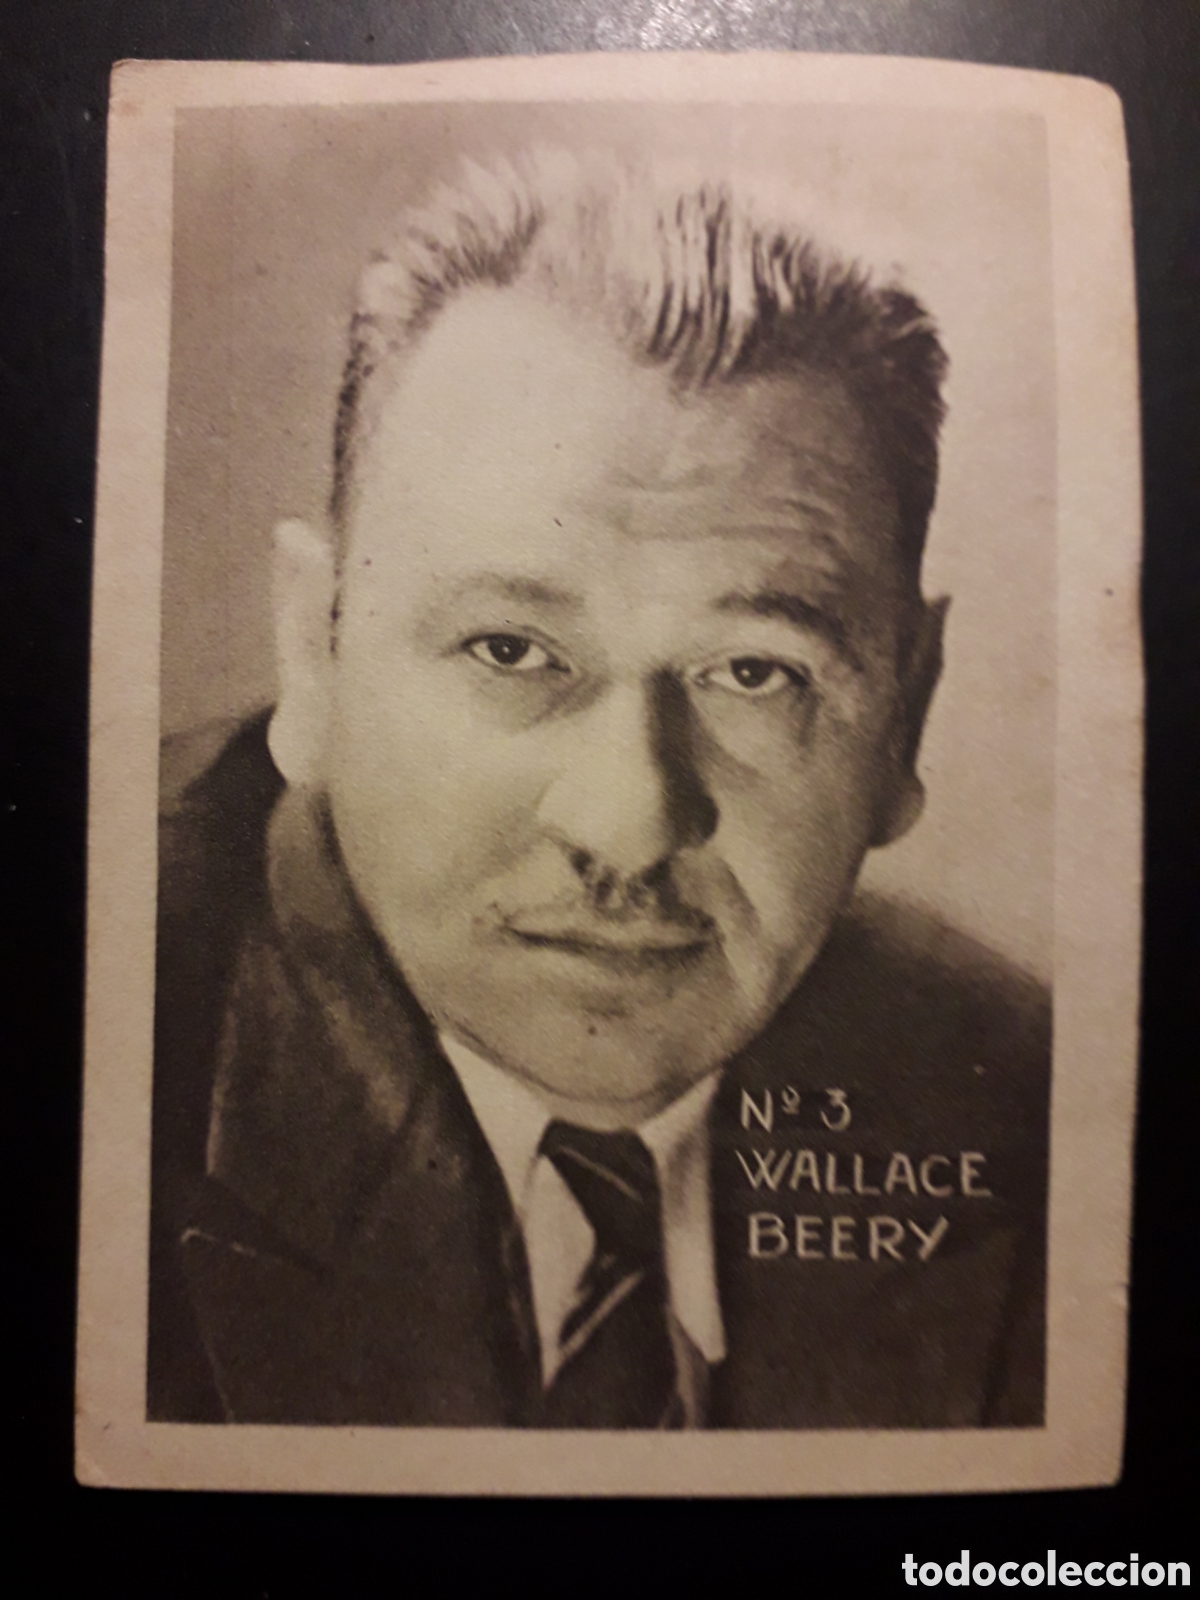 Nº 3
WALLACE
BEERY
todocoleccion